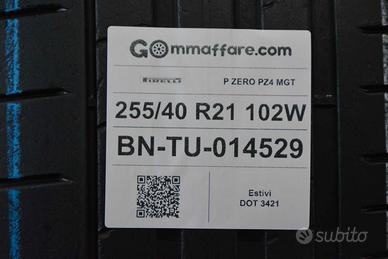 GOmmaffare.com
PIRELLI
P ZERO PZ4 MGT
255/40 R21 102W
BN-TU-014529
Estivi
DOT 3421
subito